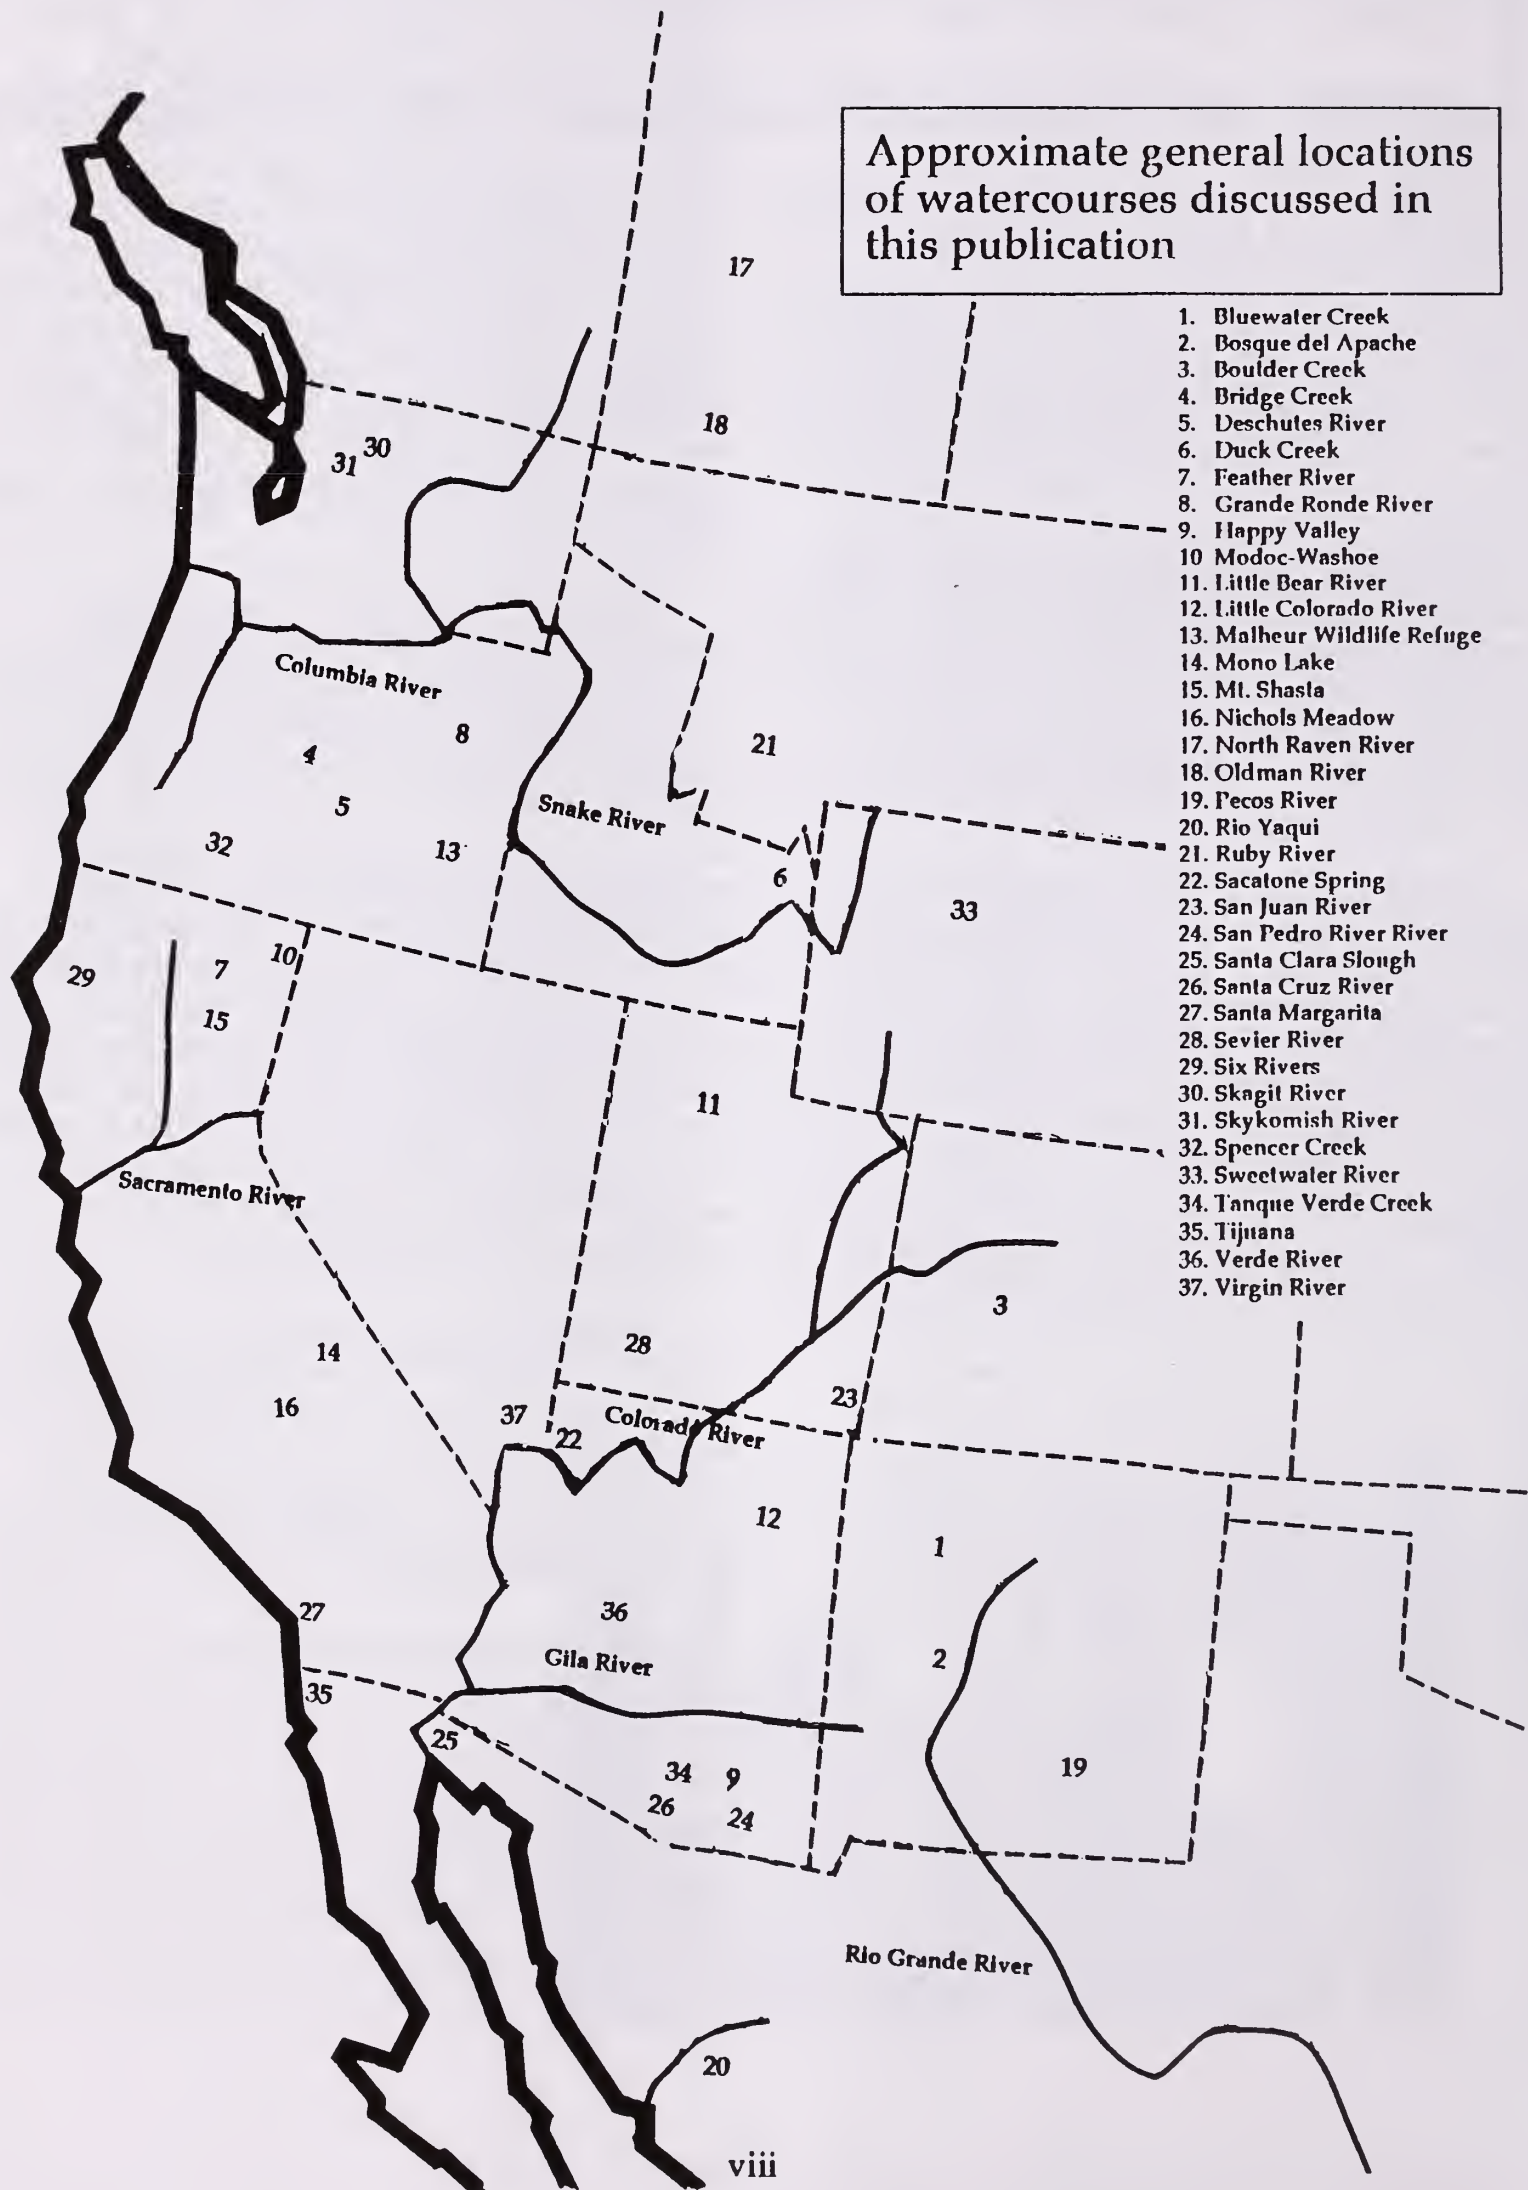 Approximate general locations
of watercourses discussed in
this publication
1. Bluewater Creek
2. Bosque del Apache
3. Boulder Creek
4. Bridge Creek
5. Deschutes River
6. Duck Creek
7. Feather River
8. Grande Ronde River
9. Happy Valley
10 Modoc-Washoe
11. Little Bear River
12. Little Colorado River
13. Malheur Wildlife Refuge
14. Mono Lake
15. Mt. Shasta
16. Nichols Meadow
17. North Raven River
18. Oldman River
19. Pecos River
20. Rio Yaqui
21. Ruby River
22. Sacatone Spring
23. San Juan River
24. San Pedro River River
25. Santa Clara Slough
26. Santa Cruz River
27. Santa Margarita
28. Sevier River
29. Six Rivers
30. Skagit River
31. Skykomish River
32. Spencer Creek
33. Sweetwater River
34. Tanque Verde Creek
35. Tijuana
36. Verde River
37. Virgin River
17
18
30
31
Columbia River
8
4
21
5
Snake River
32
13
6
33
10
7
29
15
11
Sacramento River
3
28
14
23
16
37
Colorado River
22
12
1
36
27
2
Gila River
35
25
19
34
9
26
24
Rio Grande River
20
viii